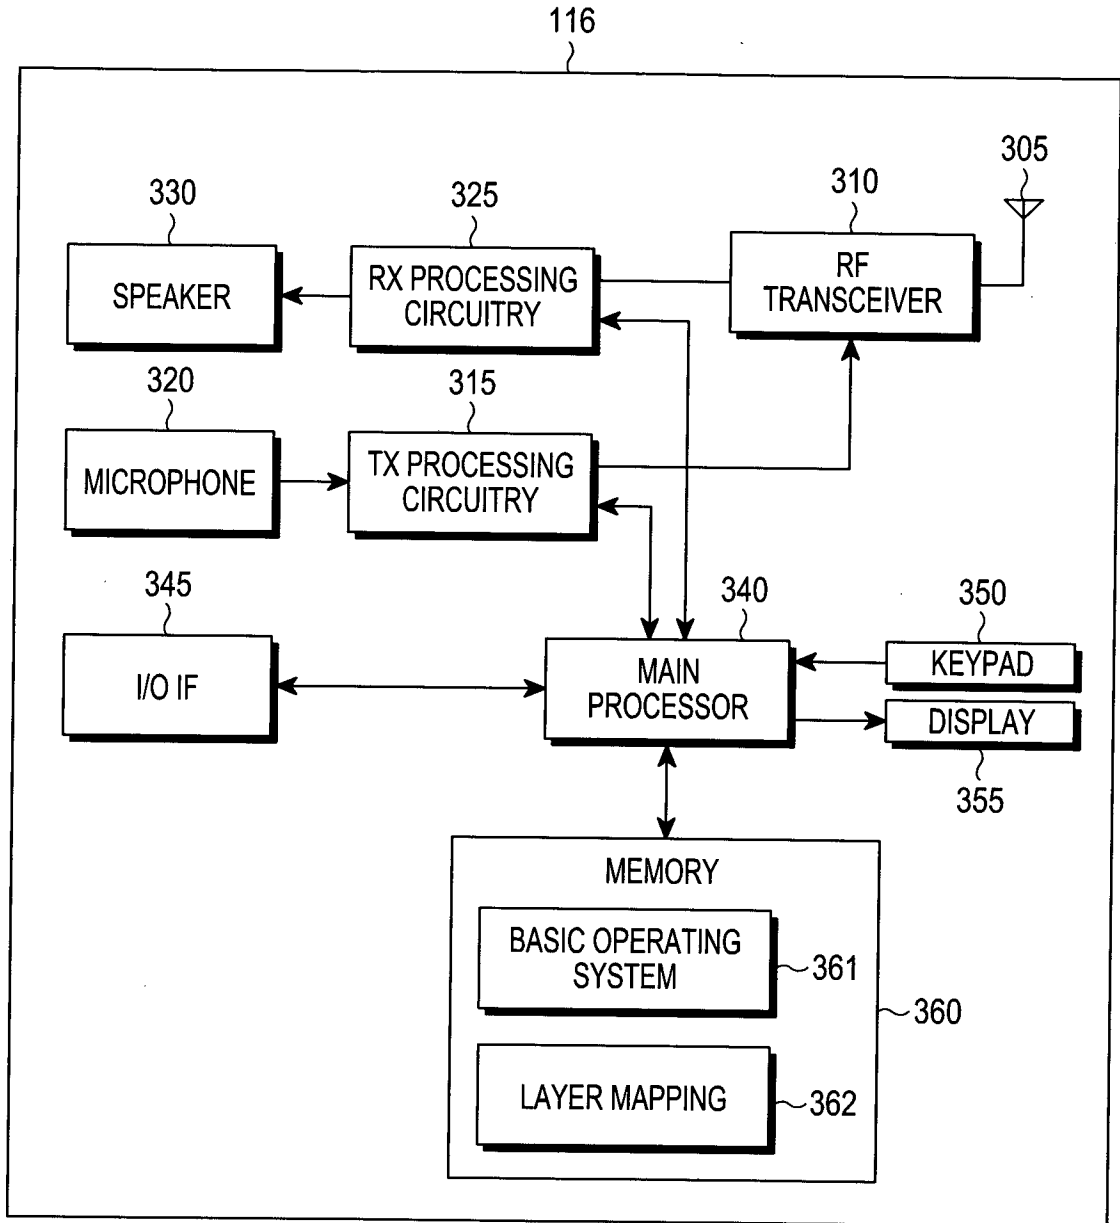 116
305
330
325
310
SPEAKER
RX PROCESSING
CIRCUITRY
RF
TRANSCEIVER
320
315
MICROPHONE
TX PROCESSING
CIRCUITRY
345
340
350
I/O IF
MAIN
PROCESSOR
KEYPAD
DISPLAY
355
MEMORY
BASIC OPERATING
SYSTEM
361
360
LAYER MAPPING
362